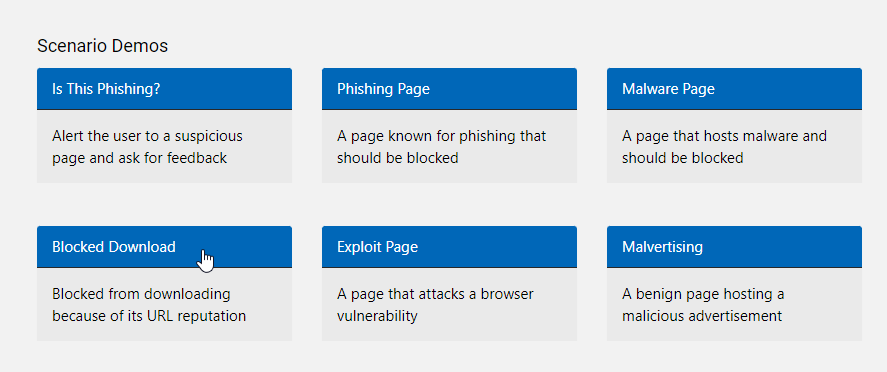 Scenario Demos
Is This Phishing?
Alert the user to a suspicious
page and ask for feedback
Phishing Page
A page known for phishing that
should be blocked
Malware Page
A page that hosts malware and
should be blocked
Blocked Download
Blocked from downloading
because of its URL reputation
Exploit Page
A page that attacks a browser
vulnerability
Malvertising
A benign page hosting a
malicious advertisement